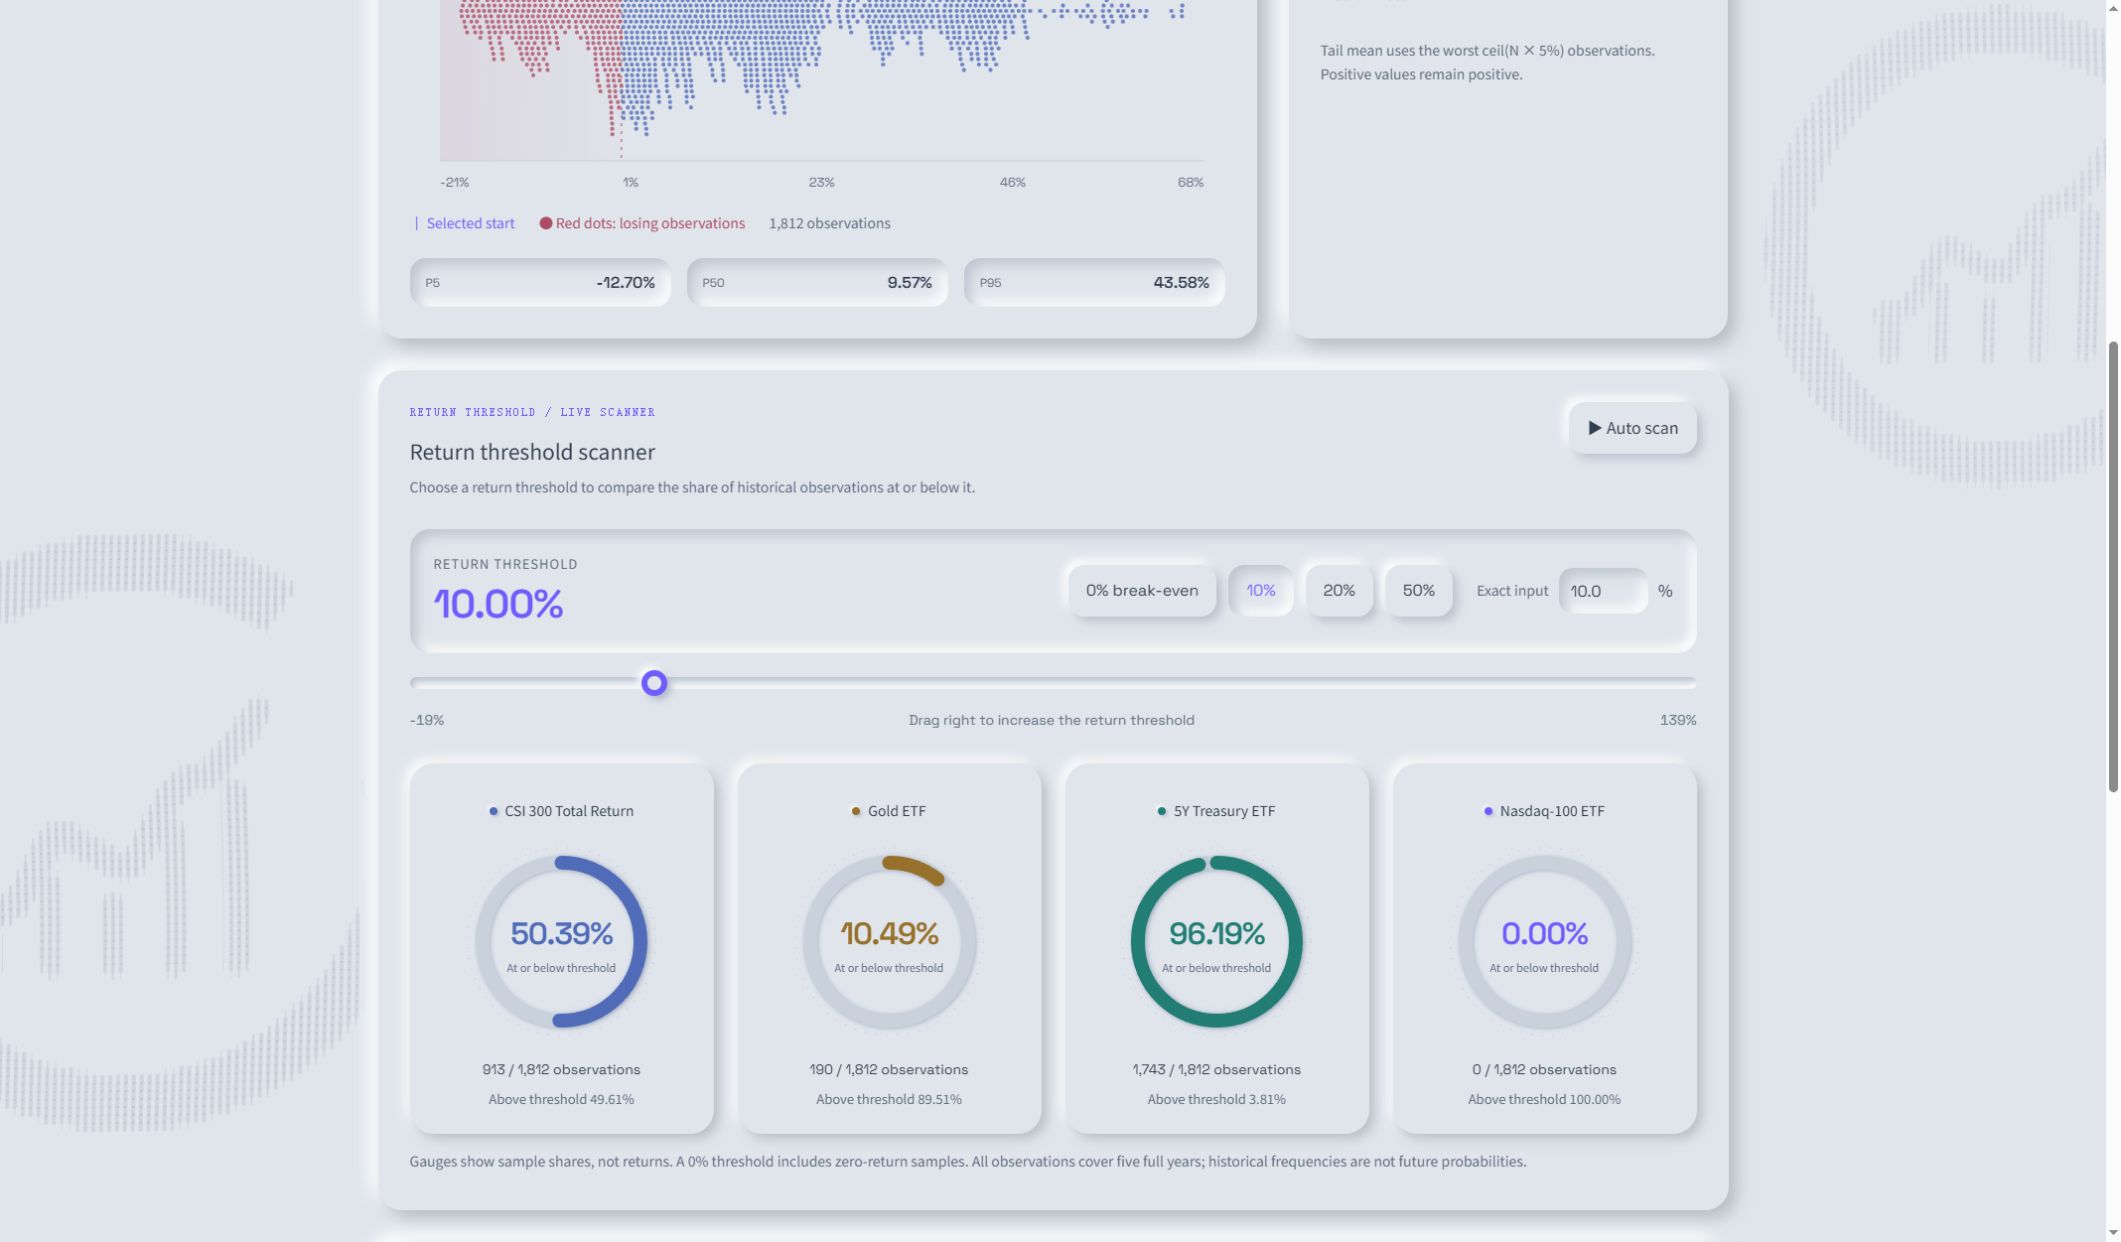 Tail mean uses the worst ceil(N × 5%) observations.
Positive values remain positive.
-21%
1%
23%
46%
68%
Selected start
Red dots: losing observations
1,812 observations
P5
-12.70%
P50
9.57%
P95
43.58%
RETURN THRESHOLD / LIVE SCANNER
▶ Auto scan
Return threshold scanner
Choose a return threshold to compare the share of historical observations at or below it.
RETURN THRESHOLD
10.00%
0% break-even
10%
20%
50%
Exact input
10.0
%
-19%
Drag right to increase the return threshold
139%
CSI 300 Total Return
50.39%
At or below threshold
913 / 1,812 observations
Above threshold 49.61%
Gold ETF
10.49%
At or below threshold
190 / 1,812 observations
Above threshold 89.51%
5Y Treasury ETF
96.19%
At or below threshold
1,743 / 1,812 observations
Above threshold 3.81%
Nasdaq-100 ETF
0.00%
At or below threshold
0 / 1,812 observations
Above threshold 100.00%
Gauges show sample shares, not returns. A 0% threshold includes zero-return samples. All observations cover five full years; historical frequencies are not future probabilities.